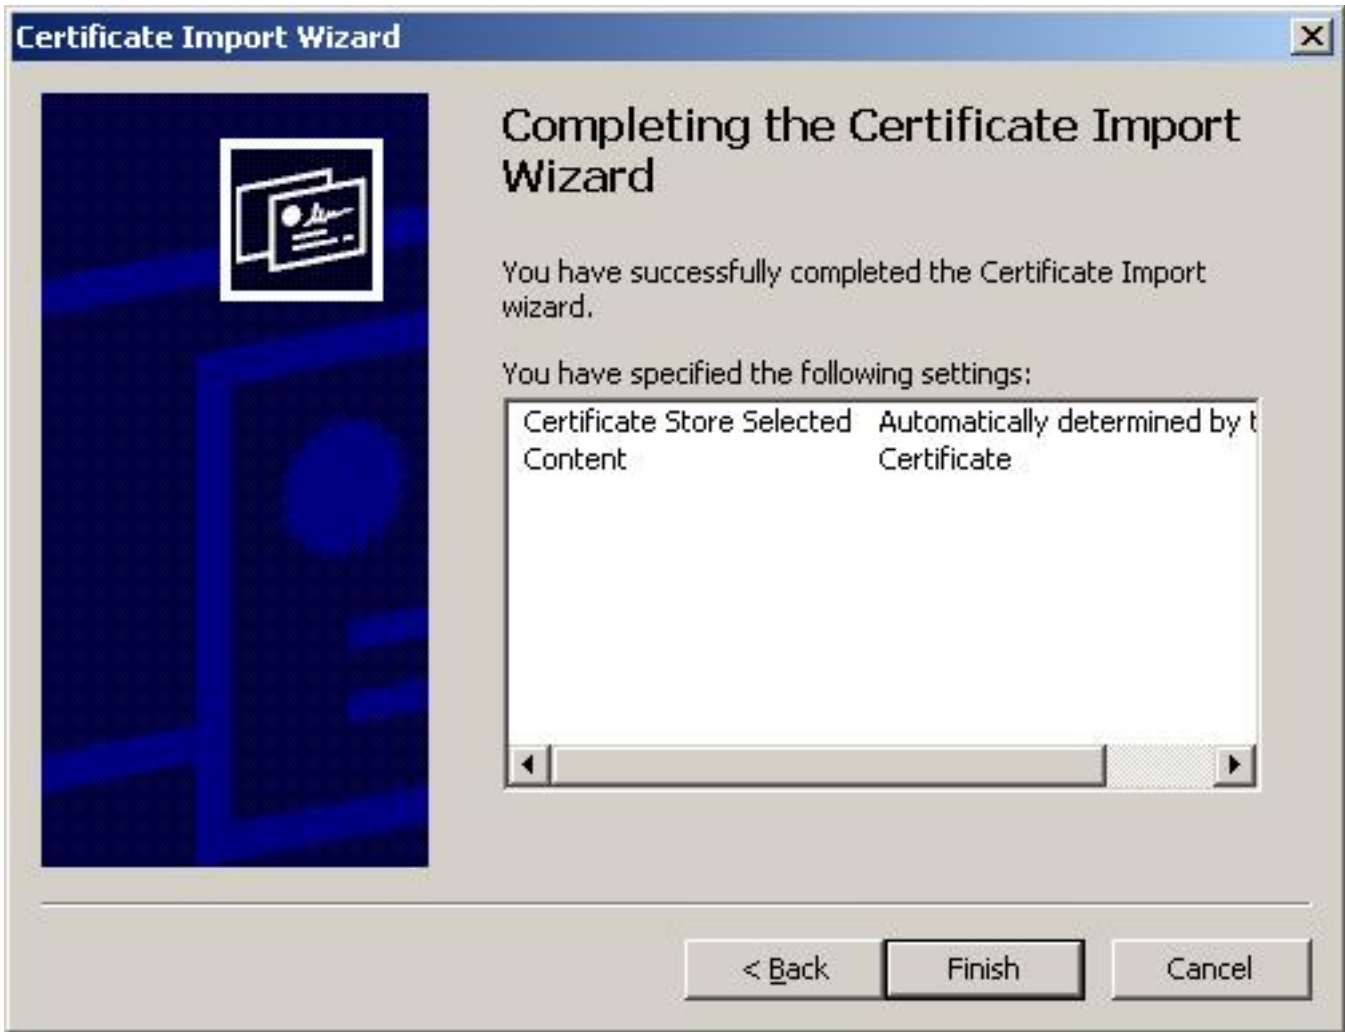 Certificate Import Wizard
Completing the Certificate Import
Wizard
You have successfully completed the Certificate Import
wizard.
You have specified the following settings:
Certificate Store Selected Automatically determined by t
Content Certificate
< Back Finish Cancel